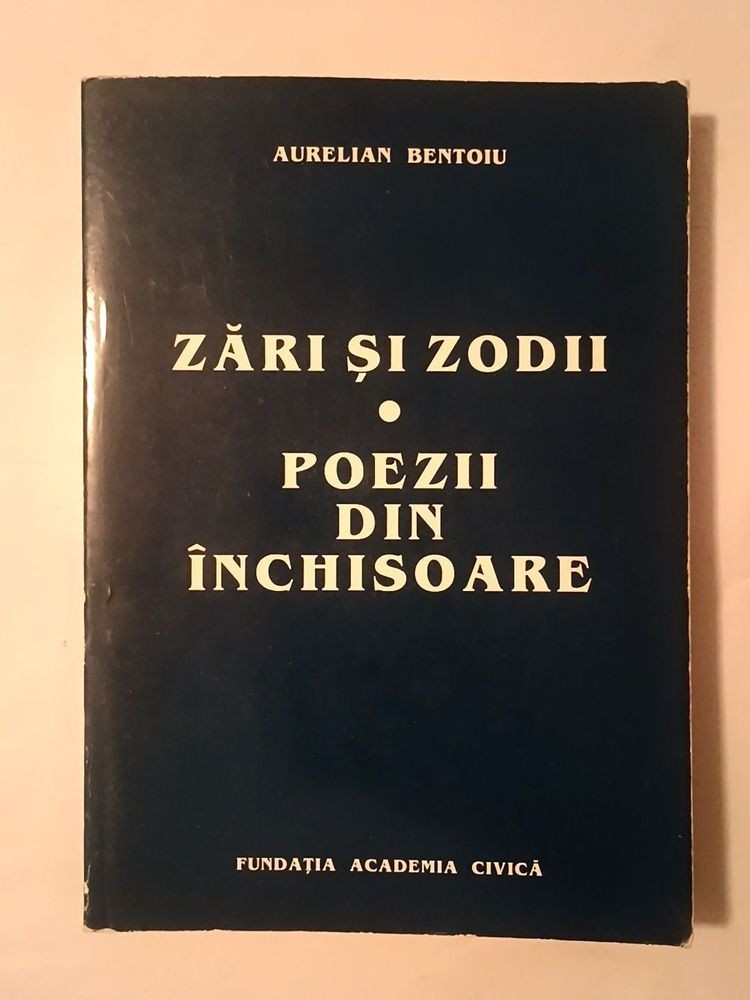 AURELIAN BENTOIU
ZĂRI ȘI ZODII
•
POEZII
DIN
ÎNCHISOARE
FUNDAȚIA ACADEMIA CIVICĂ